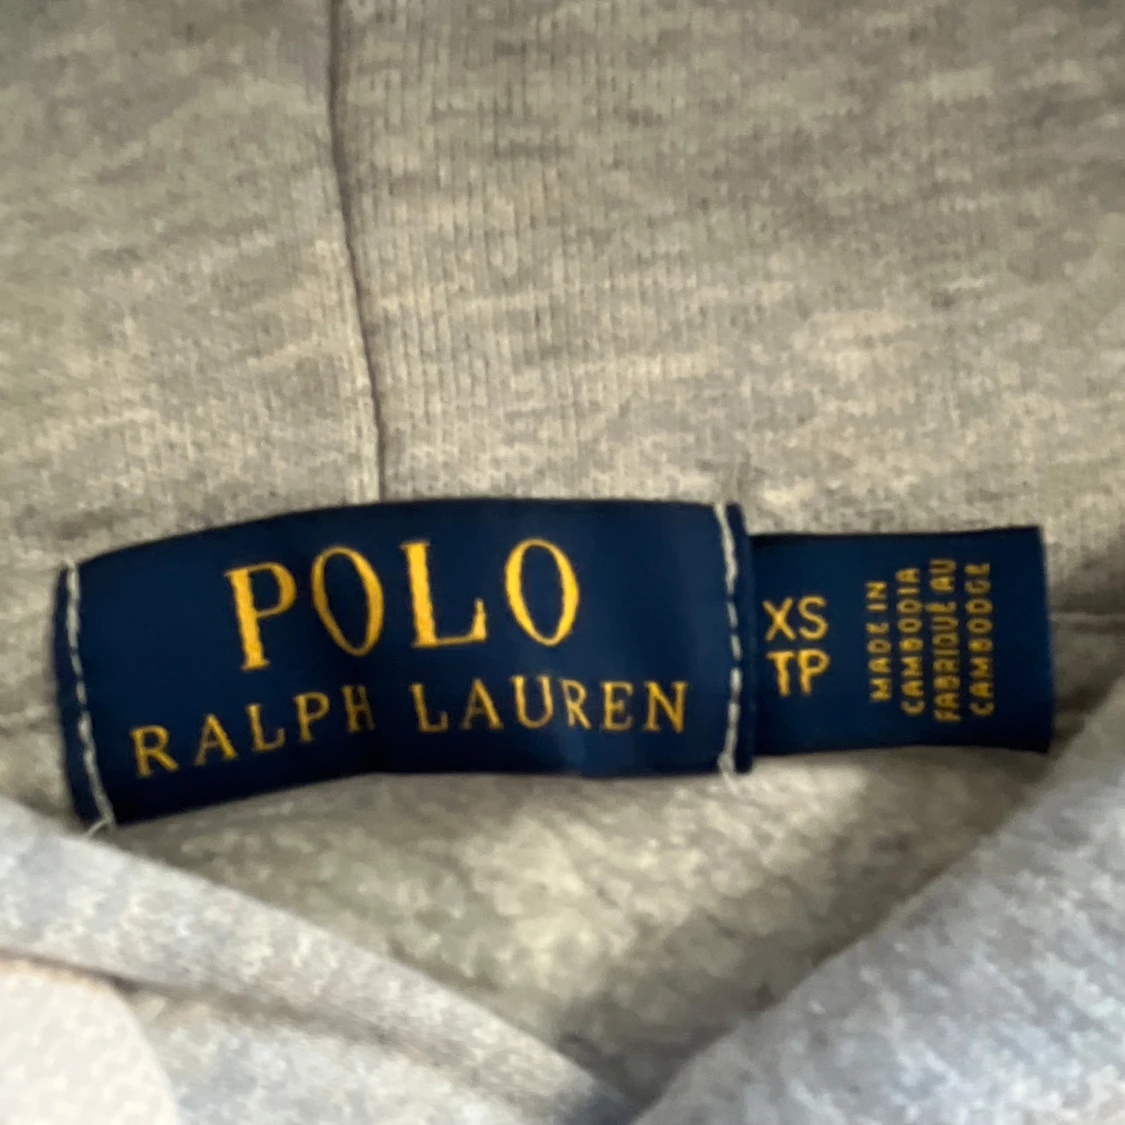 POLO
RALPH LAUREN
XS
TP
MADE IN
CAMBODIA
FABRIQUÉ AU
CAMBODGE